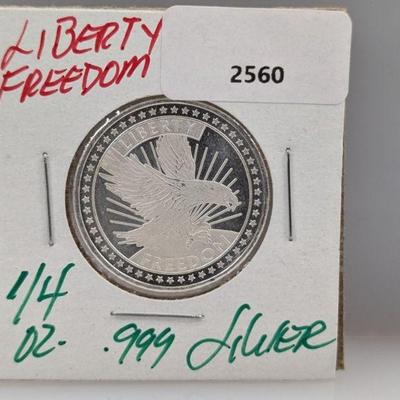 LIBERTY
FREEDOM
2560
LIBERTY
FREEDOM
1/4
OZ. .999 SILVER